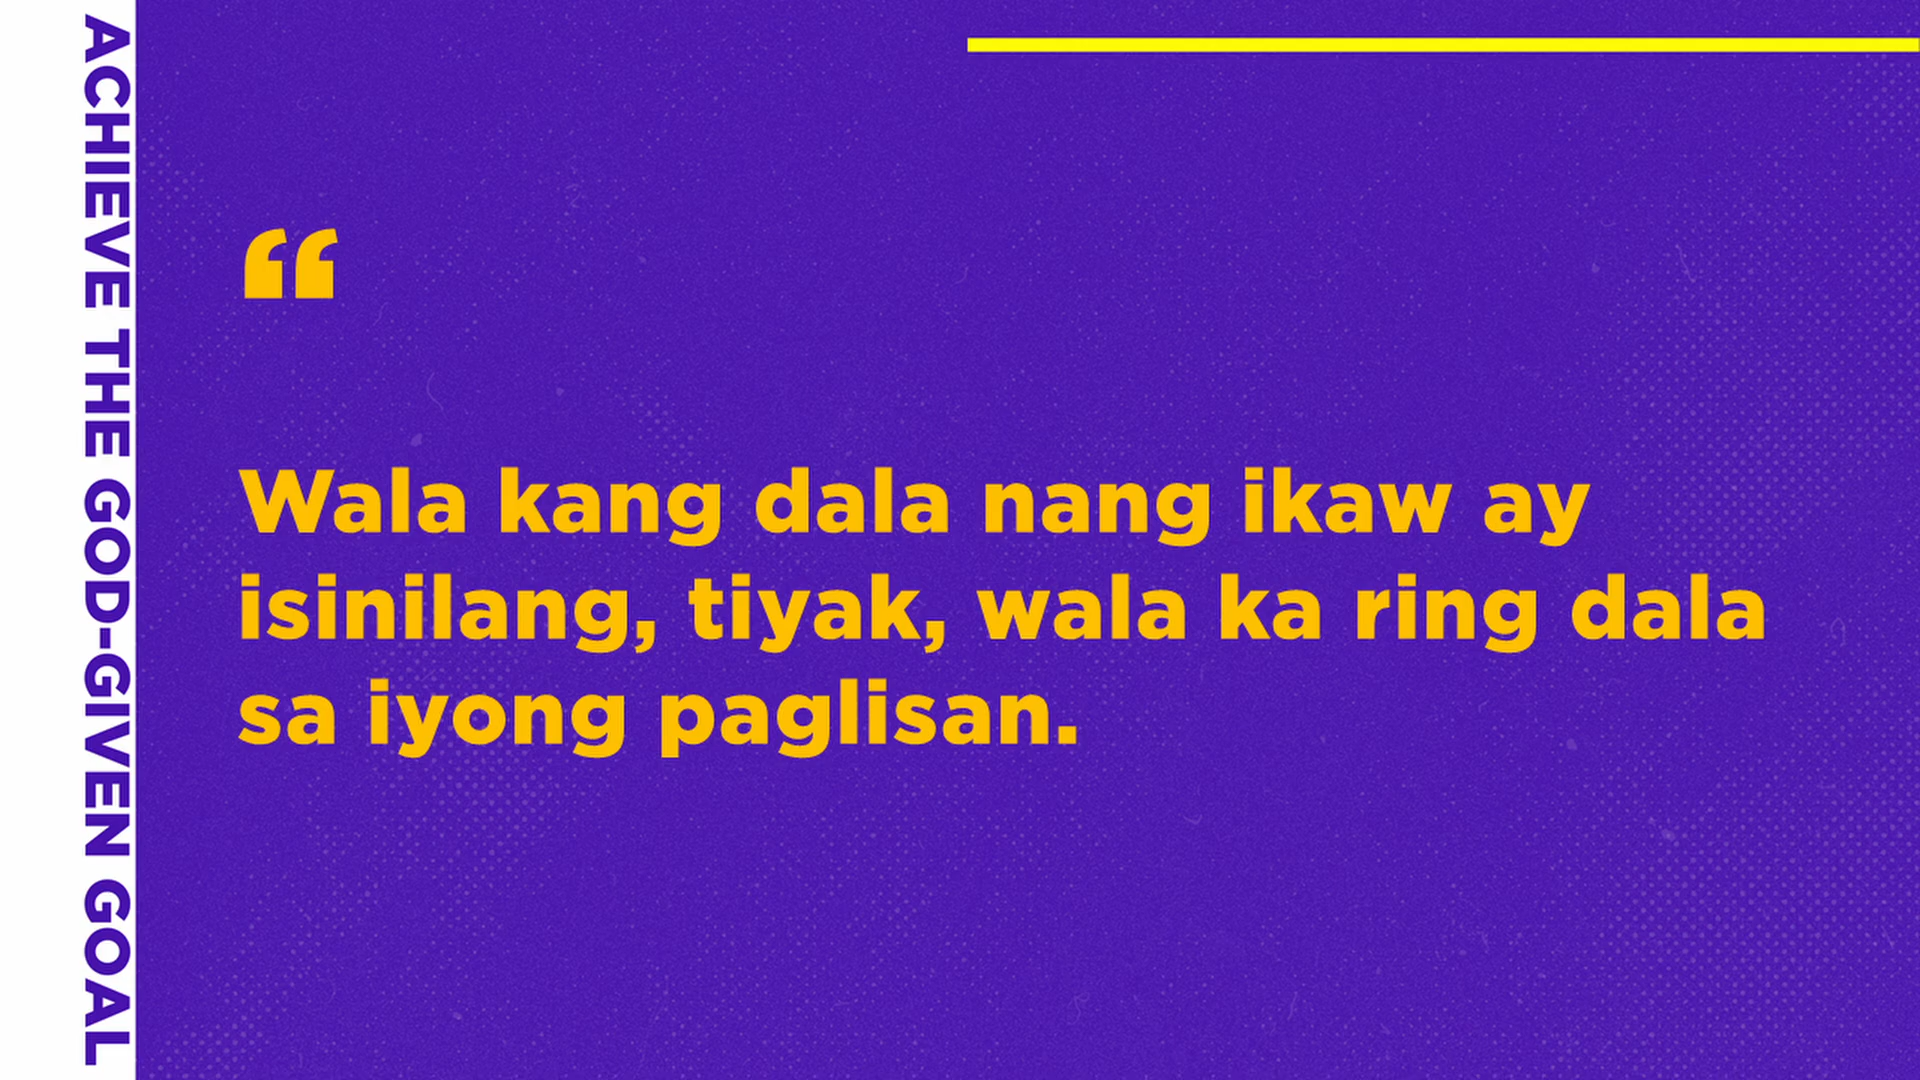 ACHIEVE THE GOD-GIVEN GOAL
“
Wala kang dala nang ikaw ay
isinilang, tiyak, wala ka ring dala
sa iyong paglisan.